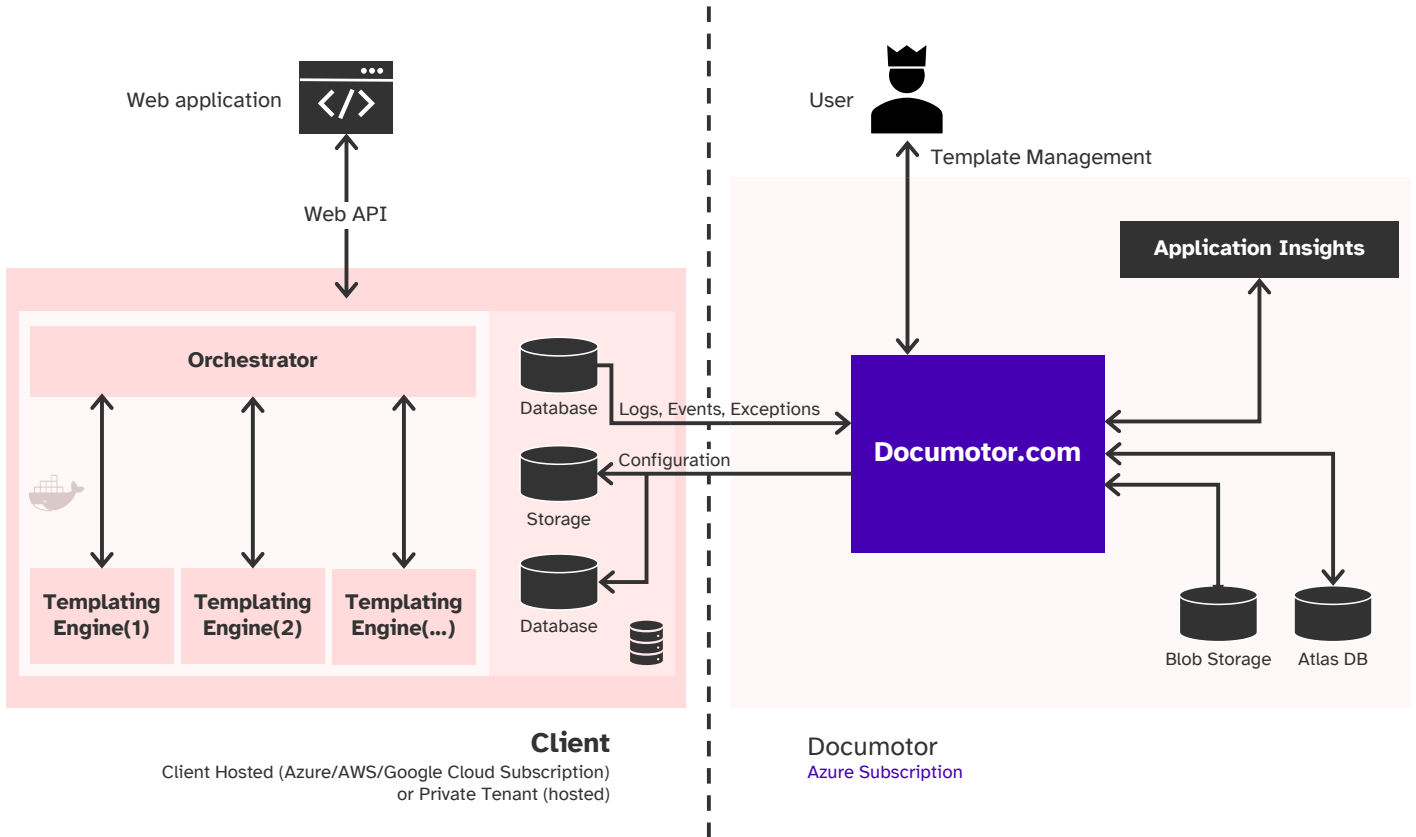 Web application
</>
Web API
Orchestrator
Templating
Engine(1)
Templating
Engine(2)
Templating
Engine(...)
Database
Storage
Database
Logs, Events, Exceptions
Configuration
Client
Client Hosted (Azure/AWS/Google Cloud Subscription)
or Private Tenant (hosted)
User
Template Management
Application Insights
Documotor.com
Blob Storage
Atlas DB
Documotor
Azure Subscription